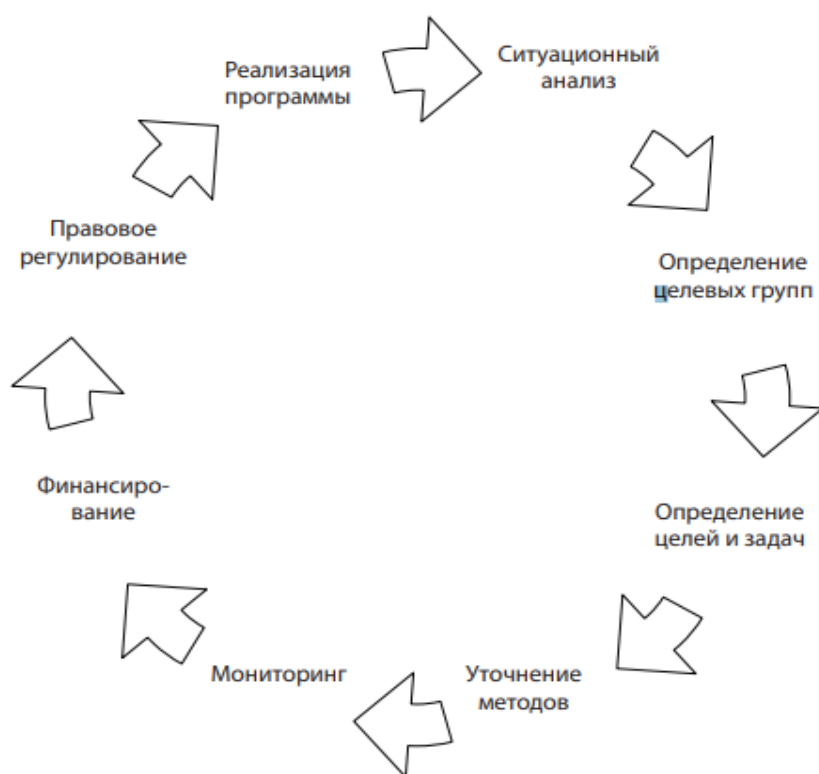 Ситуационный
анализ
Определение
целевых групп
Определение
целей и задач
Уточнение
методов
Мониторинг
Финансиро-
вание
Правовое
регулирование
Реализация
программы